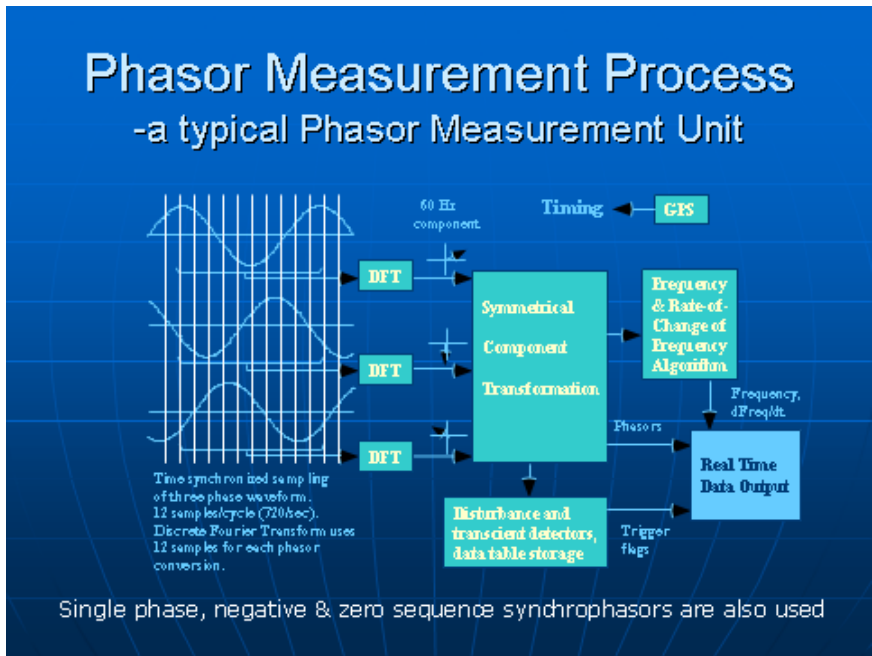 Phasor Measurement Process
-a typical Phasor Measurement Unit
60 Hz
component.
Timing
GPS
DFT
DFT
DFT
Symmetrical
Component
Transformation
Frequency
& Rate-of-
Change of
Frequency
Algorithm
Frequency,
dFreq/dt.
Phasors
Real Time
Data Output
Time synchronized sampling
of three phase waveform.
12 samples/cycle (720/sec).
Discrete Fourier Transform uses
12 samples for each phasor
conversion.
Disturbance and
transcient detectors,
data table storage
Trigger
flags
Single phase, negative & zero sequence synchrophasors are also used